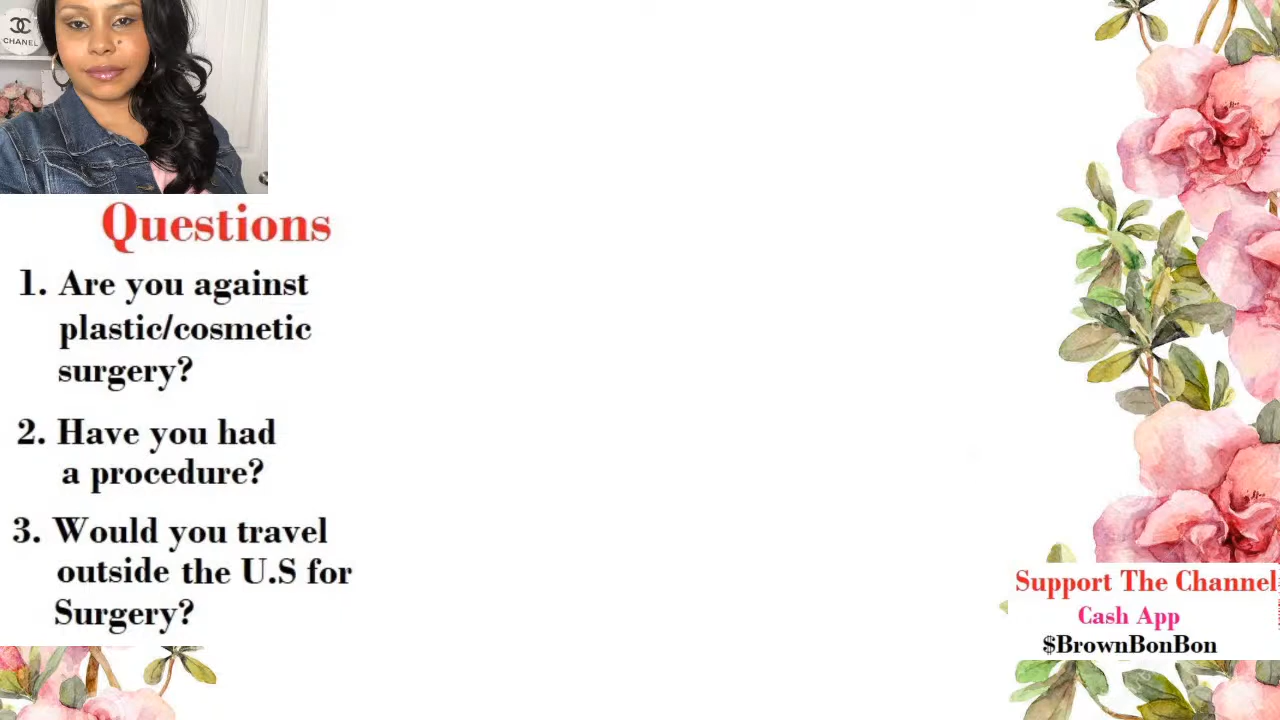 CHANEL
Questions
1. Are you against
plastic/cosmetic
surgery?
2. Have you had
a procedure?
3. Would you travel
outside the U.S for
Surgery?
Support The Channel
Cash App
$BrownBonBon